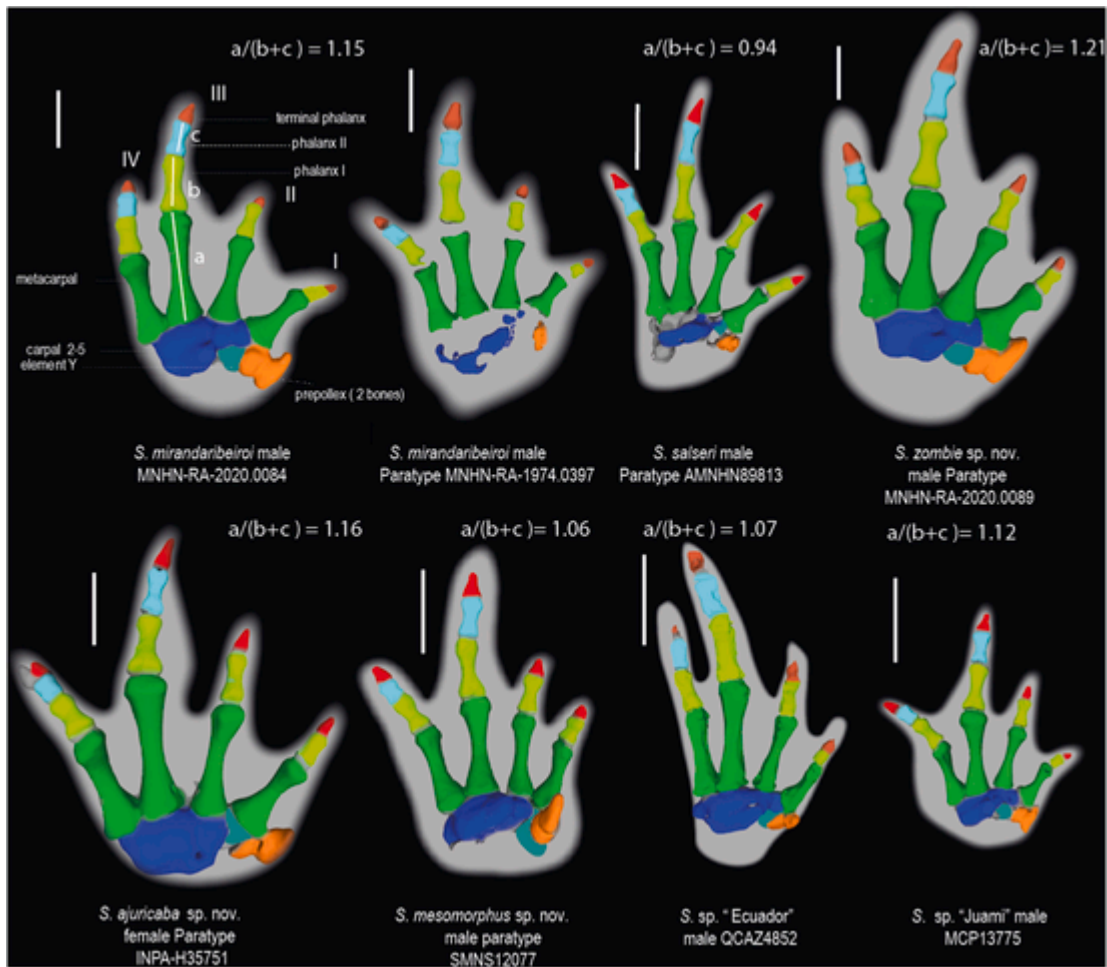 a/(b+c ) = 1.15
a/(b+c ) = 0.94
a/(b+c )= 1.21
III
terminal phalanx
c
phalanx II
IV
phalanx I
b
II
a
I
metacarpal
carpal 2-5
element Y
prepollex ( 2 bones)
S. mirandaribeiroi male
MNHN-RA-2020.0084
S. mirandaribeiroi male
Paratype MNHN-RA-1974.0397
S. salseri male
Paratype AMNHN89813
S. zombie sp. nov.
male Paratype
MNHN-RA-2020.0089
a/(b+c ) = 1.16
a/(b+c )= 1.06
a/(b+c ) = 1.07
a/(b+c )= 1.12
S. ajuricaba sp. nov.
female Paratype
INPA-H35751
S. mesomorphus sp. nov.
male paratype
SMNS12077
S. sp. “ Ecuador”
male QCAZ4852
S. sp. “Juami” male
MCP13775